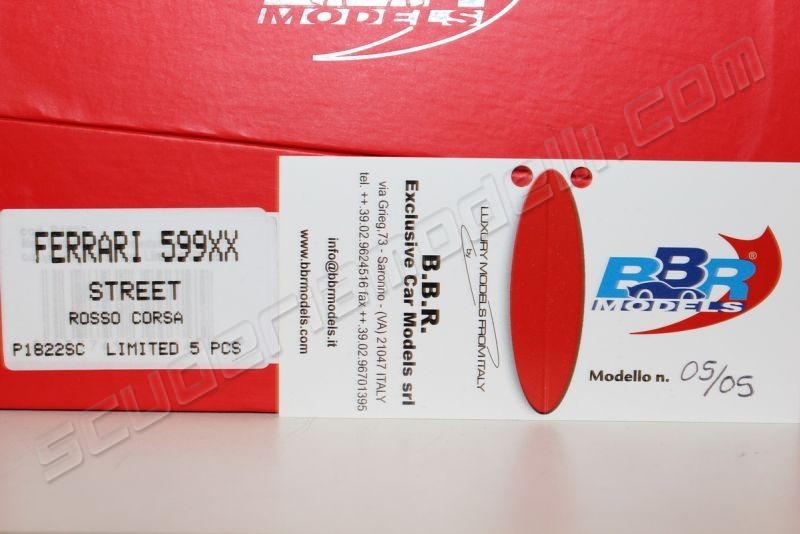 MODELS
FERRARI 599XX
STREET
ROSSO CORSA
P1822SC LIMITED 5 PCS
B.B.R.
Exclusive Car Models srl
via Grieg,73 - Saronno - (VA) 21047 ITALY
tel. ++.39.02.9624516 fax ++.39.02.96701395
info@bbrmodels.it
www.bbrmodels.com
LUXURY MODELS FROM ITALY
by
BBR®
MODELS
Modello n. 05/05
scuderiemodelli.com